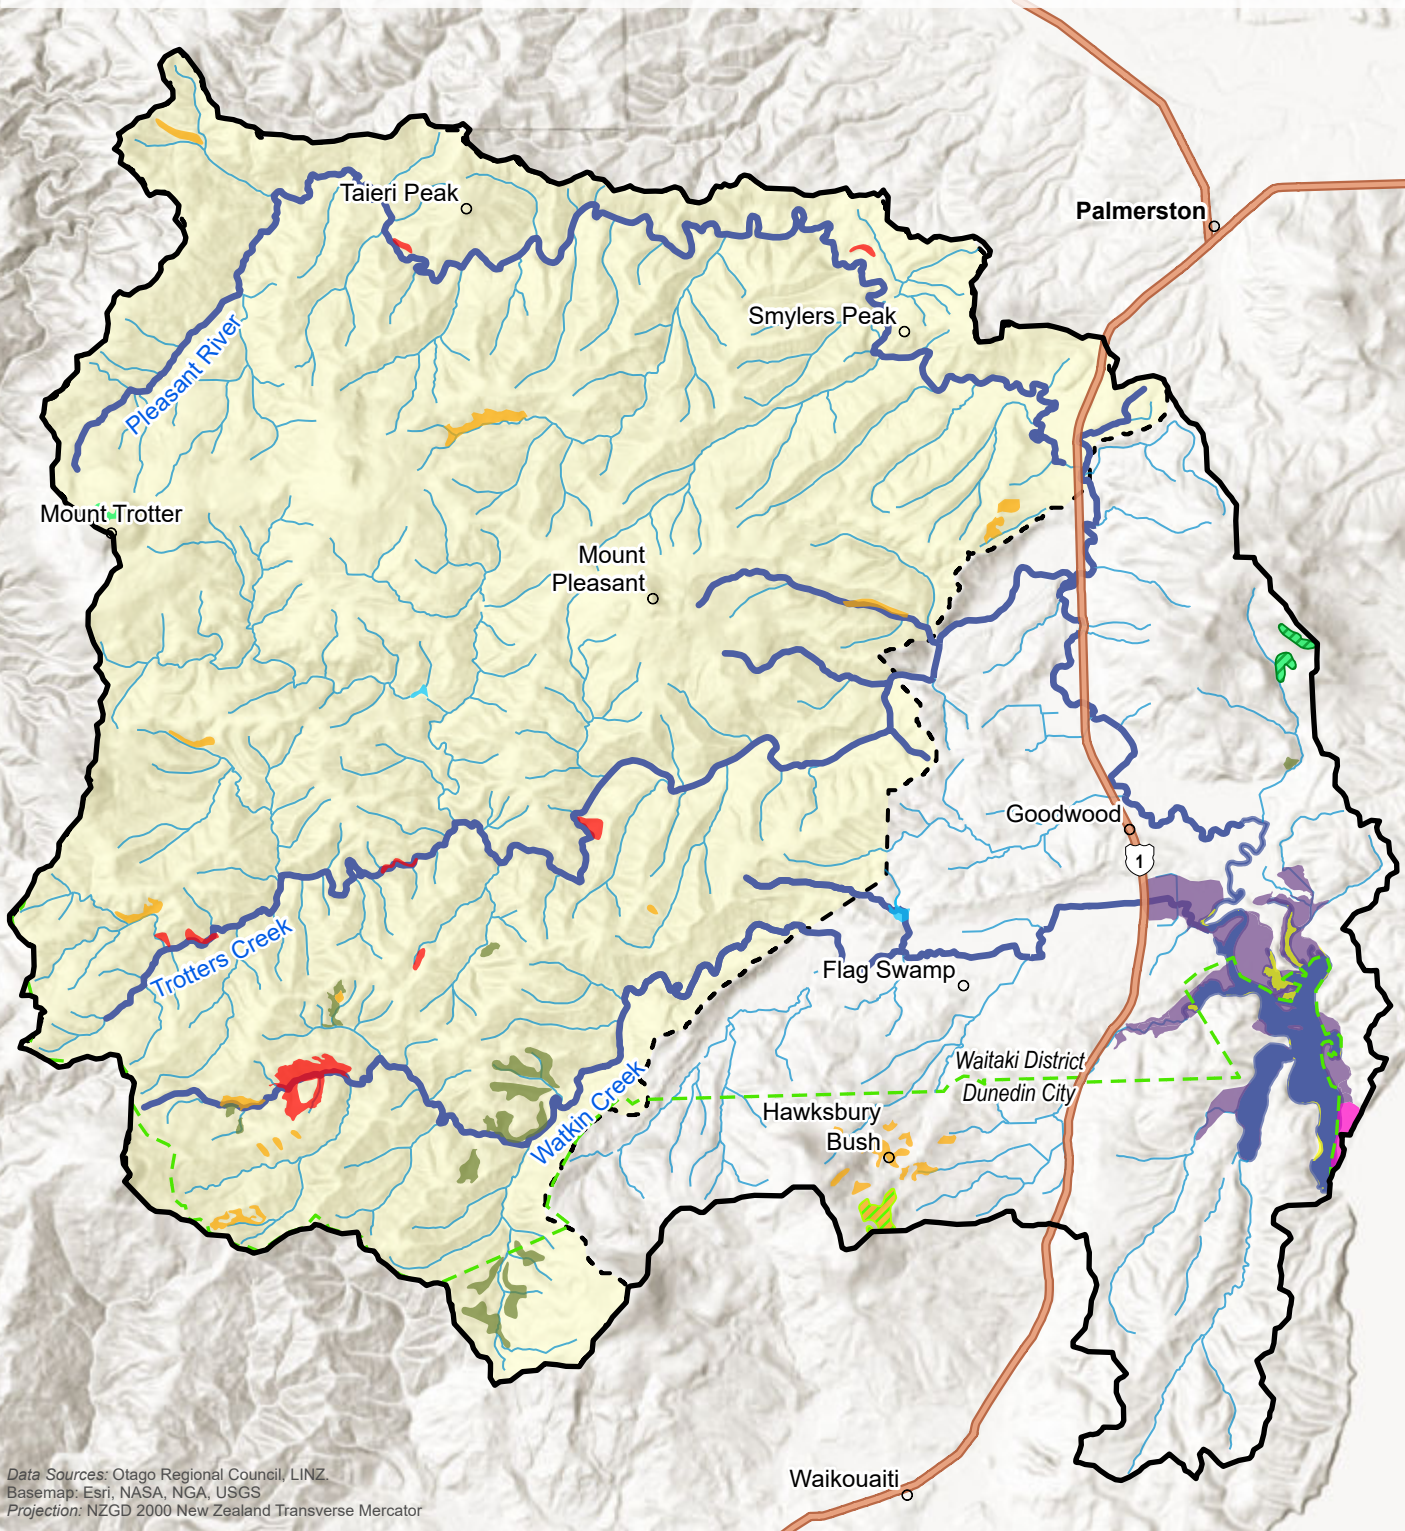 Taieri Peak
Palmerston
Smylers Peak
Pleasant River
Mount Trotter
Mount
Pleasant
Goodwood
1
Trotters Creek
Flag Swamp
Waitaki District
Dunedin City
Watkin Creek
Hawksbury
Bush
Waikouaiti
Data Sources: Otago Regional Council, LINZ.
Basemap: Esri, NASA, NGA, USGS
Projection: NZGD 2000 New Zealand Transverse Mercator